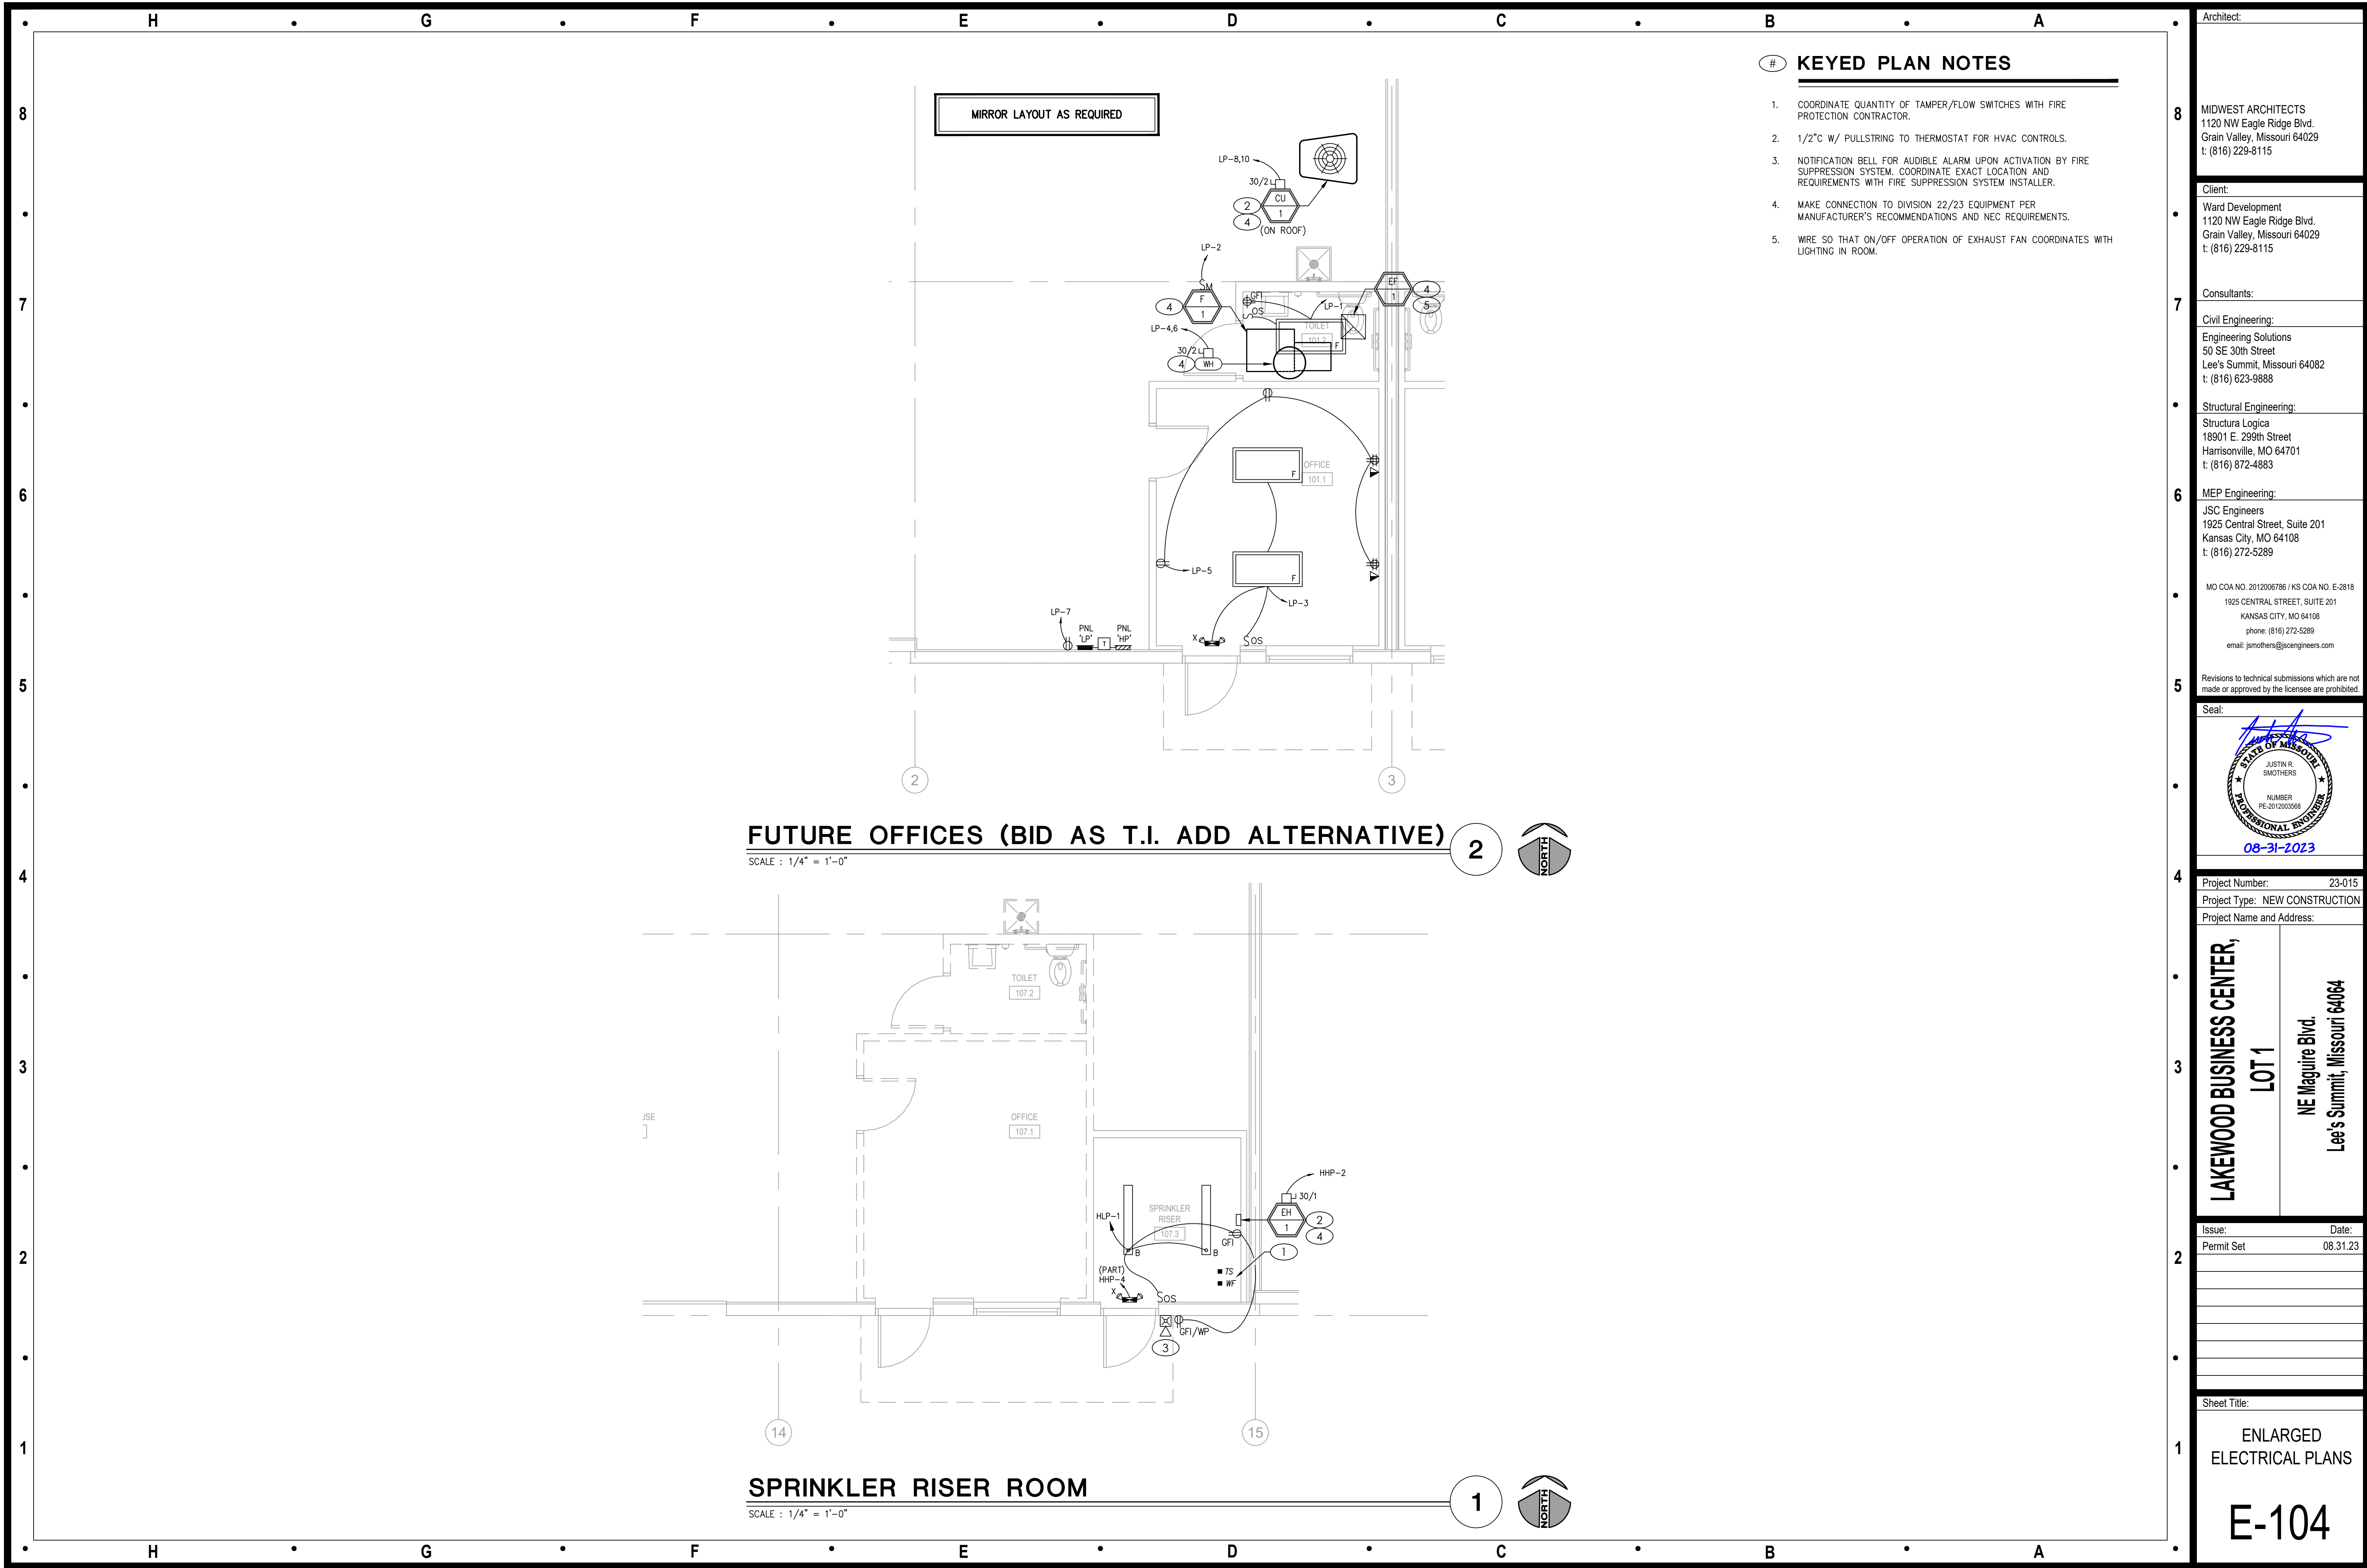 H G F E D C B A
8
7
6
5
4
3
2
1
MIRROR LAYOUT AS REQUIRED
# KEYED PLAN NOTES
1. COORDINATE QUANTITY OF TAMPER/FLOW SWITCHES WITH FIRE
PROTECTION CONTRACTOR.
2. 1/2"C W/ PULLSTRING TO THERMOSTAT FOR HVAC CONTROLS.
3. NOTIFICATION BELL FOR AUDIBLE ALARM UPON ACTIVATION BY FIRE
SUPPRESSION SYSTEM. COORDINATE EXACT LOCATION AND
REQUIREMENTS WITH FIRE SUPPRESSION SYSTEM INSTALLER.
4. MAKE CONNECTION TO DIVISION 22/23 EQUIPMENT PER
MANUFACTURER'S RECOMMENDATIONS AND NEC REQUIREMENTS.
5. WIRE SO THAT ON/OFF OPERATION OF EXHAUST FAN COORDINATES WITH
LIGHTING IN ROOM.
LP-8,10
30/2
CU
1
2
4
(ON ROOF)
LP-2
SM
F
1
4
GFI
SOS
LP-1
EF
1
4
5
TOILET
101.2
F
LP-4,6
30/2
4 WH
OFFICE
101.1
F
LP-5
F
LP-3
LP-7
PNL
'LP'
T
PNL
'HP'
X
SOS
2 3
FUTURE OFFICES (BID AS T.I. ADD ALTERNATIVE) 2
SCALE : 1/4" = 1'-0"
NORTH
TOILET
107.2
JSE
OFFICE
107.1
HHP-2
30/1
EH
1
2
4
1
HLP-1
SPRINKLER
RISER
107.3
B
B
GFI
TS
WF
(PART)
HHP-4
X
SOS
GFI/WP
3
14 15
SPRINKLER RISER ROOM 1
SCALE : 1/4" = 1'-0"
NORTH
H G F E D C B A
8
7
6
5
4
3
2
1
Architect:
MIDWEST ARCHITECTS
1120 NW Eagle Ridge Blvd.
Grain Valley, Missouri 64029
t: (816) 229-8115
Client:
Ward Development
1120 NW Eagle Ridge Blvd.
Grain Valley, Missouri 64029
t: (816) 229-8115
Consultants:
Civil Engineering:
Engineering Solutions
50 SE 30th Street
Lee's Summit, Missouri 64082
t: (816) 623-9888
Structural Engineering:
Structura Logica
18901 E. 299th Street
Harrisonville, MO 64701
t: (816) 872-4883
MEP Engineering:
JSC Engineers
1925 Central Street, Suite 201
Kansas City, MO 64108
t: (816) 272-5289
MO COA NO. 2012006786 / KS COA NO. E-2818
1925 CENTRAL STREET, SUITE 201
KANSAS CITY, MO 64108
phone: (816) 272-5289
email: jsmothers@jscengineers.com
Revisions to technical submissions which are not
made or approved by the licensee are prohibited.
Seal:
STATE OF MISSOURI
JUSTIN R.
SMOTHERS
NUMBER
PE-2012003568
PROFESSIONAL ENGINEER
08-31-2023
Project Number: 23-015
Project Type: NEW CONSTRUCTION
Project Name and Address:
LAKEWOOD BUSINESS CENTER,
LOT 1
NE Maguire Blvd.
Lee's Summit, Missouri 64064
Issue: Date:
Permit Set 08.31.23
Sheet Title:
ENLARGED
ELECTRICAL PLANS
E-104